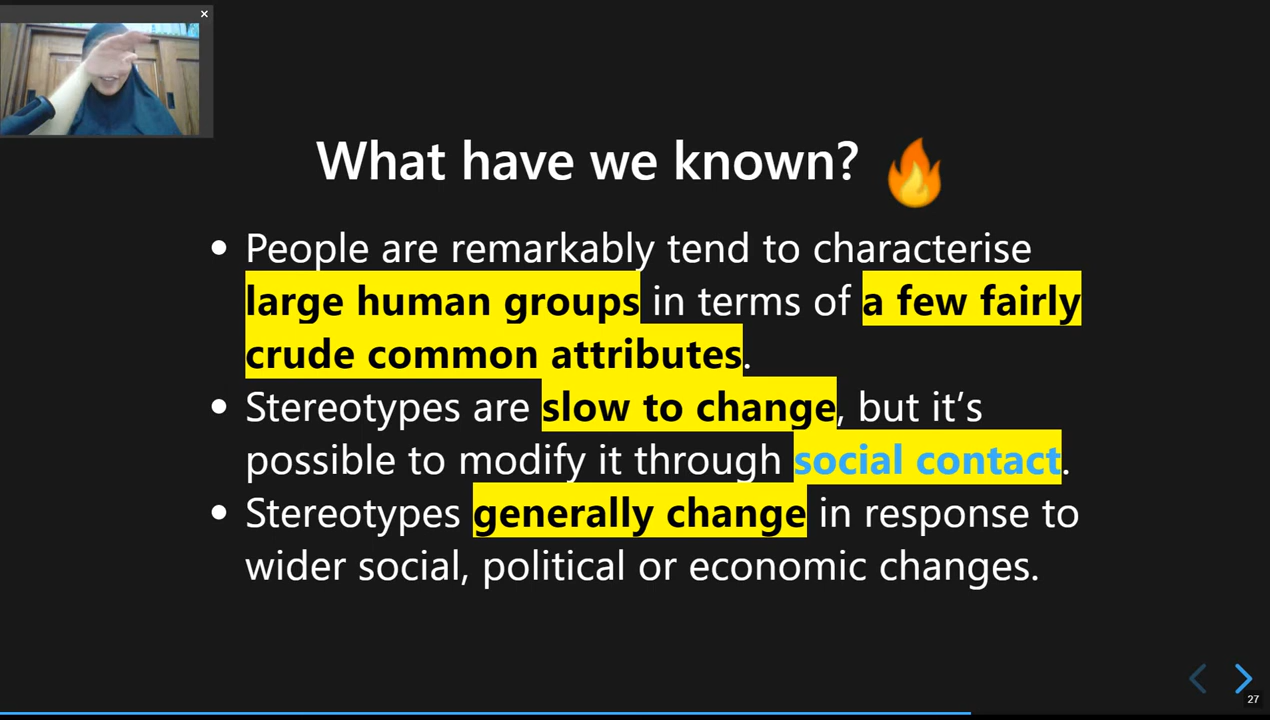 What have we known? 🔥
• People are remarkably tend to characterise
large human groups in terms of a few fairly
crude common attributes.
• Stereotypes are slow to change, but it’s
possible to modify it through social contact.
• Stereotypes generally change in response to
wider social, political or economic changes.
27